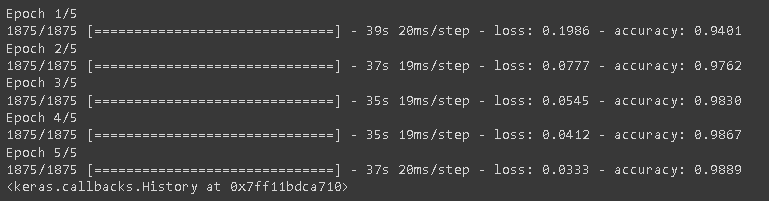 Epoch 1/5
1875/1875 [==============================] - 39s 20ms/step - loss: 0.1986 - accuracy: 0.9401
Epoch 2/5
1875/1875 [==============================] - 37s 19ms/step - loss: 0.0777 - accuracy: 0.9762
Epoch 3/5
1875/1875 [==============================] - 35s 19ms/step - loss: 0.0545 - accuracy: 0.9830
Epoch 4/5
1875/1875 [==============================] - 35s 19ms/step - loss: 0.0412 - accuracy: 0.9867
Epoch 5/5
1875/1875 [==============================] - 37s 20ms/step - loss: 0.0333 - accuracy: 0.9889
<keras.callbacks.History at 0x7ff11bdca710>